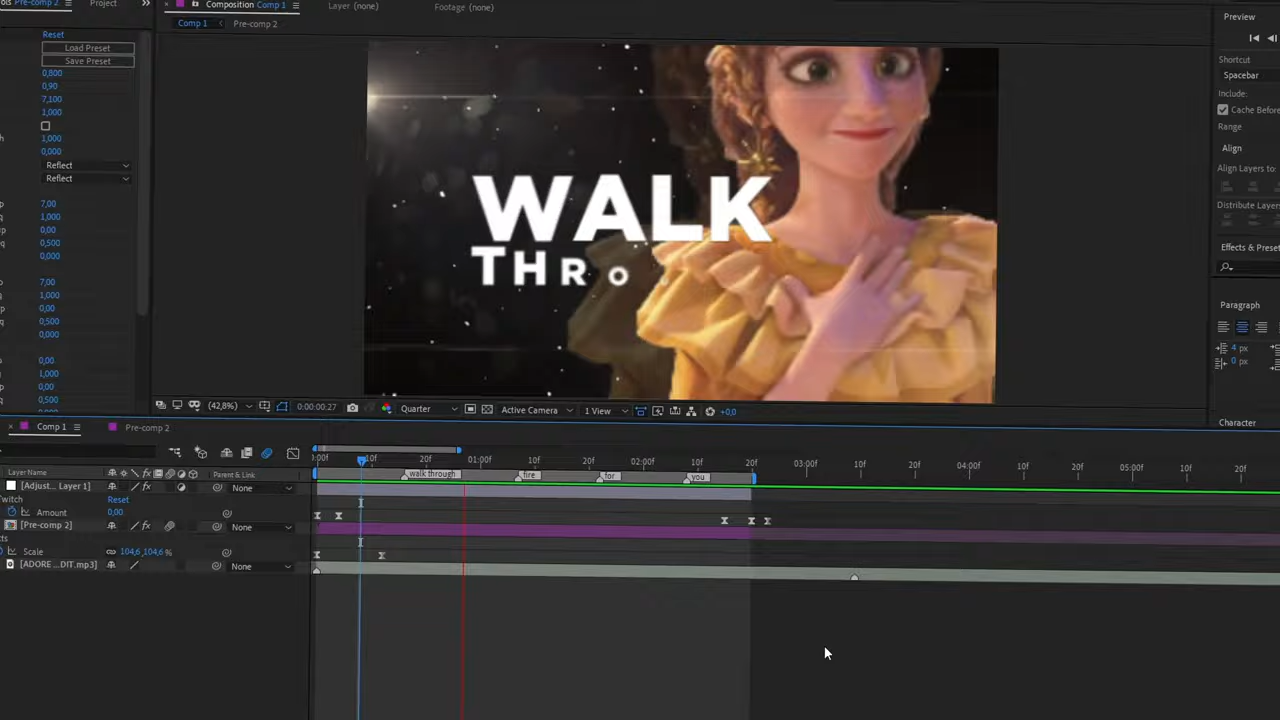 Pre-comp 2
Project
Composition Comp 1
Layer (none)
Footage (none)
Preview
Comp 1
Pre-comp 2
Reset
Load Preset
Save Preset
0,800
0,90
7,100
1,000
1,000
0,000
Reflect
Reflect
7,00
1,000
0,00
0,500
0,000
7,00
1,000
0,00
0,500
0,000
0,00
1,000
0,00
0,500
WALK
THRO
Shortcut
Spacebar
Include:
Cache Before
Range
Align
Align Layers to:
Distribute Layers
Effects & Prese
Paragraph
4 px
0 px
Character
(42,8%)
0:00:00:27
Quarter
Active Camera
1 View
+0,0
Comp 1
Pre-comp 2
Layer Name
Parent & Link
:00f
10f
20f
01:00f
10f
20f
02:00f
10f
20f
03:00f
10f
20f
04:00f
10f
20f
05:00f
10f
20f
walk through
fire
for
you
[Adjust... Layer 1]
None
Twitch
Reset
Amount
0,00
[Pre-comp 2]
None
Scale
104,6,104,6%
[ADORE ...DIT.mp3]
None